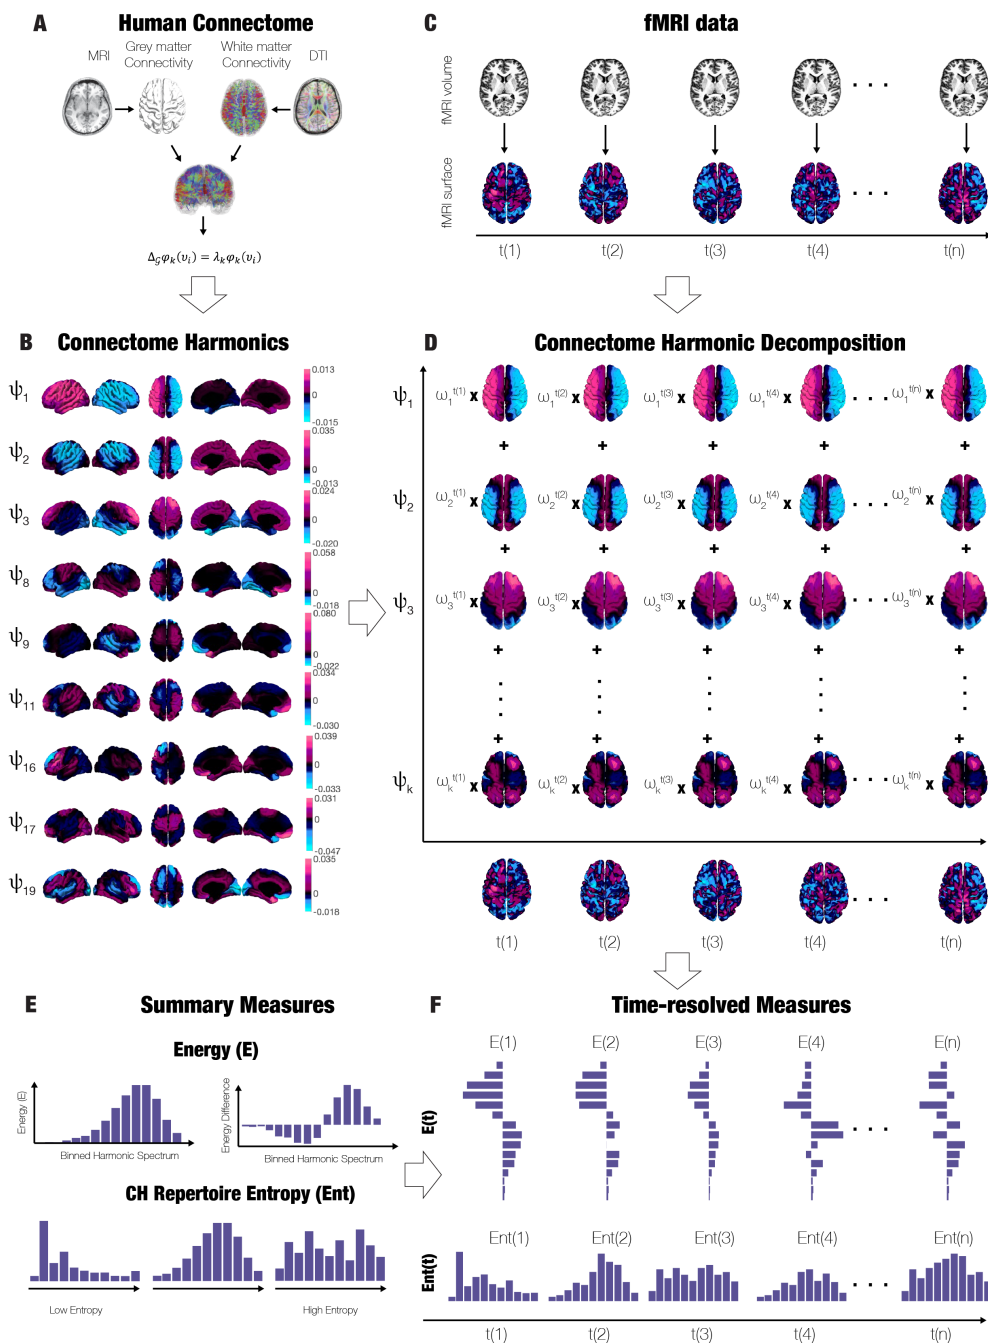 A Human Connectome
MRI
Grey matter
Connectivity
White matter
Connectivity
DTI
Δ𝒢φk(υi) = λkφk(υi)
C fMRI data
fMRI volume
fMRI surface
t(1) t(2) t(3) t(4) t(n)
B Connectome Harmonics
ψ1
0.013
0
-0.015
ψ2
0.035
0
-0.013
ψ3
0.024
0
-0.020
ψ8
0.058
0
-0.018
ψ9
0.080
0
-0.022
ψ11
0.034
0
-0.030
ψ16
0.039
0
-0.033
ψ17
0.031
0
-0.047
ψ19
0.035
0
-0.018
D Connectome Harmonic Decomposition
ψ1 ω1t(1) x ω1t(2) x ω1t(3) x ω1t(4) x . . . ω1t(n) x
+ + + + +
ψ2 ω2t(1) x ω2t(2) x ω2t(3) x ω2t(4) x . . . ω2t(n) x
+ + + + +
ψ3 ω3t(1) x ω3t(2) x ω3t(3) x ω3t(4) x . . . ω3t(n) x
+ + + + +
+ + + + +
ψk ωkt(1) x ωkt(2) x ωkt(3) x ωkt(4) x . . . ωkt(n) x
t(1) t(2) t(3) t(4) t(n)
E Summary Measures
Energy (E)
Energy (E)
Binned Harmonic Spectrum
Energy Difference
Binned Harmonic Spectrum
CH Repertoire Entropy (Ent)
Low Entropy High Entropy
F Time-resolved Measures
E(1) E(2) E(3) E(4) E(n)
E(t)
Ent(1) Ent(2) Ent(3) Ent(4) Ent(n)
Ent(t)
t(1) t(2) t(3) t(4) t(n)